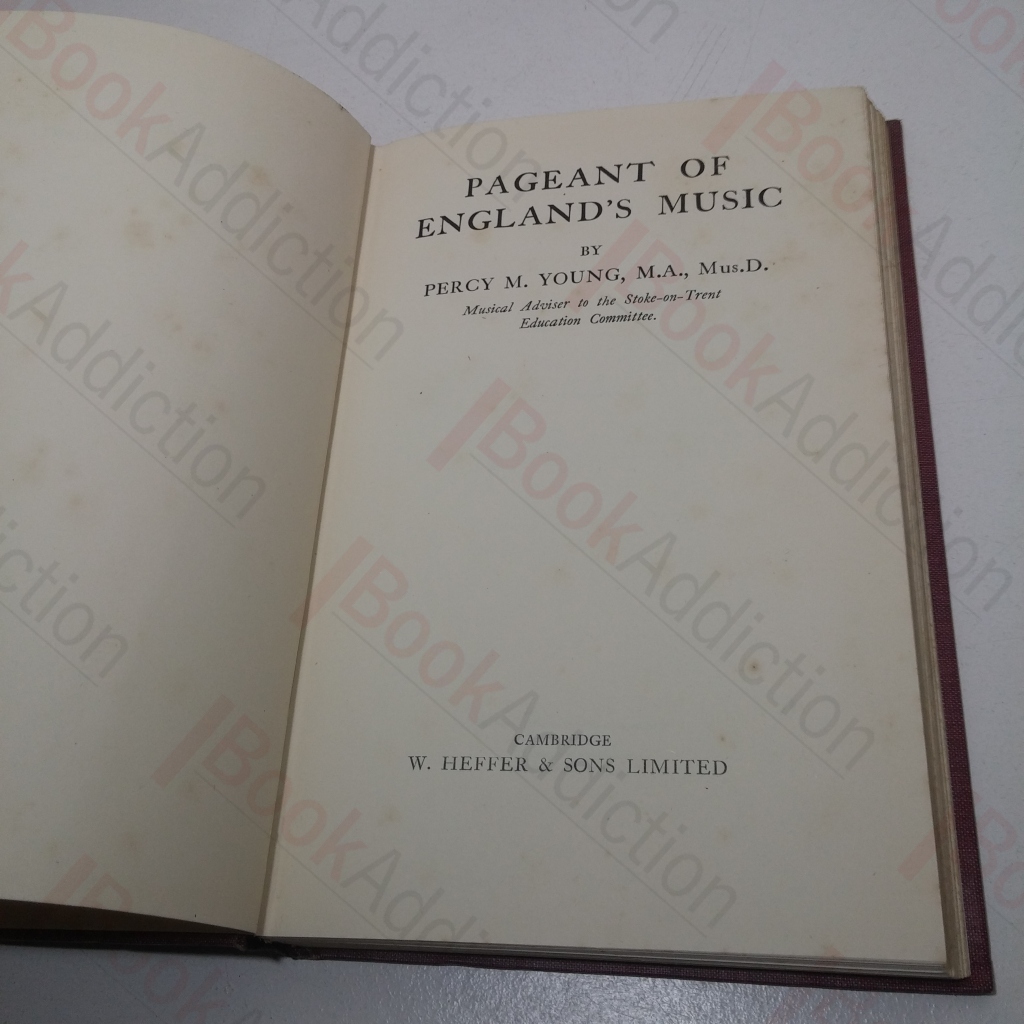 PAGEANT OF
ENGLAND'S MUSIC
BY
PERCY M. YOUNG, M.A., Mus.D.
Musical Adviser to the Stoke-on-Trent
Education Committee.
CAMBRIDGE
W. HEFFER & SONS LIMITED
BookAddiction